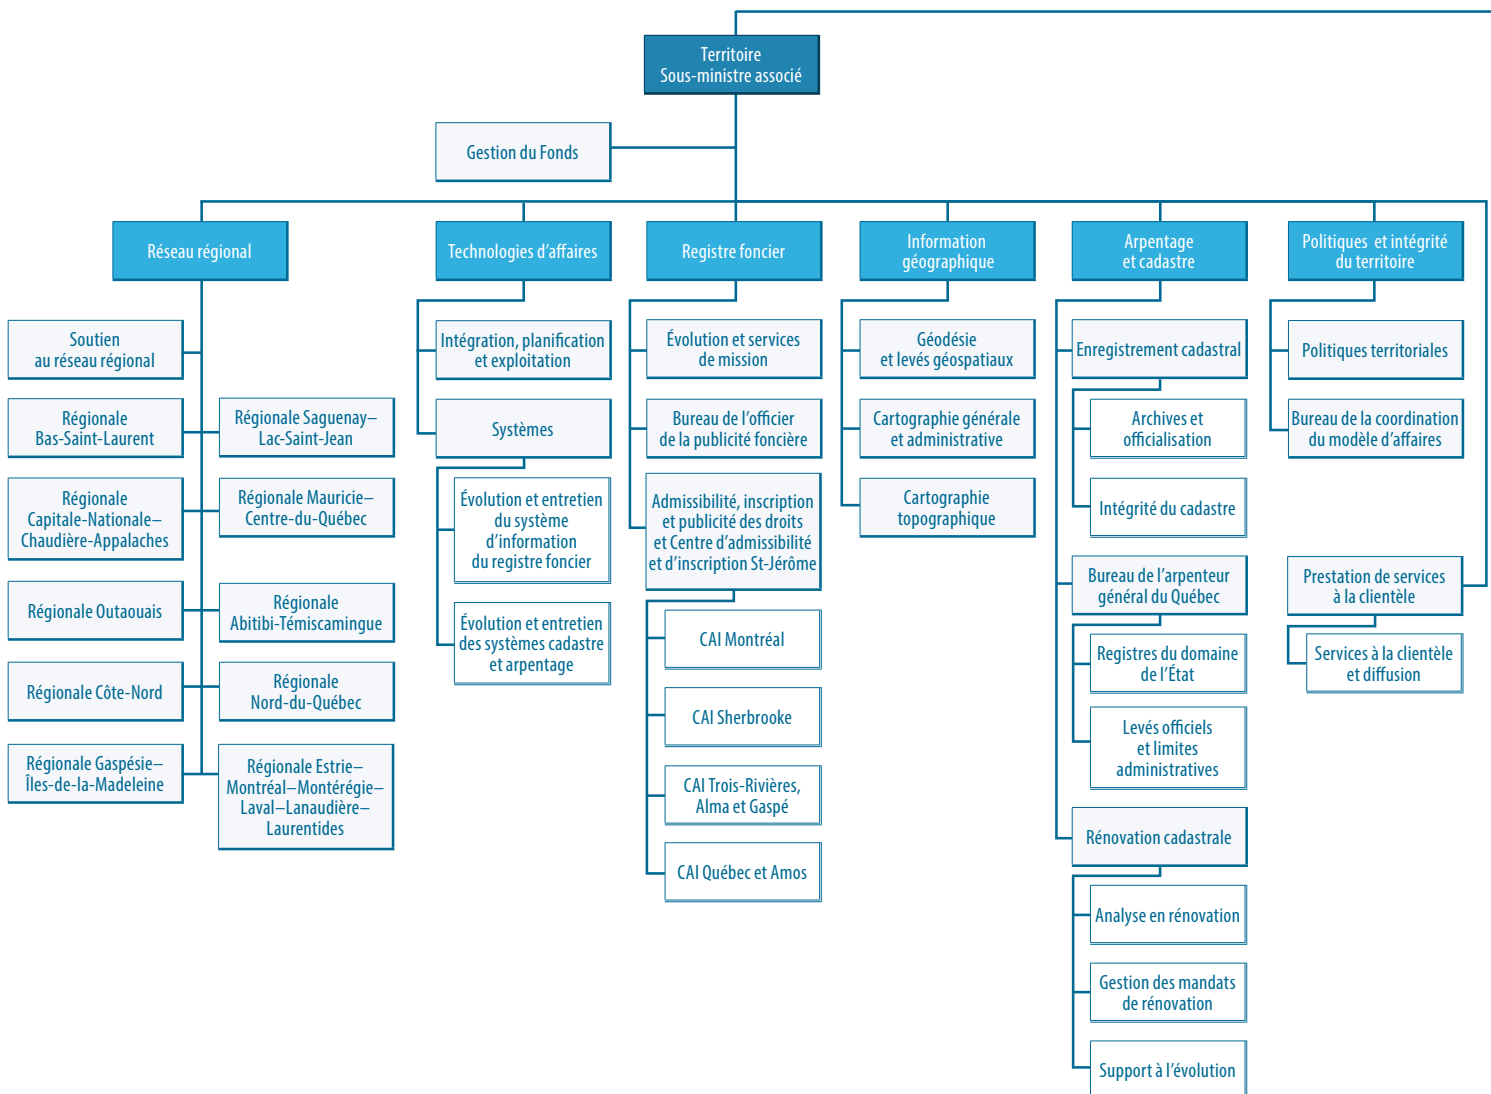 Territoire
Sous-ministre associé
Gestion du Fonds
Réseau régional
Soutien
au réseau régional
Régionale
Bas-Saint-Laurent
Régionale Saguenay–
Lac-Saint-Jean
Régionale
Capitale-Nationale–
Chaudière-Appalaches
Régionale Mauricie–
Centre-du-Québec
Régionale Outaouais
Régionale
Abitibi-Témiscamingue
Régionale Côte-Nord
Régionale
Nord-du-Québec
Régionale Gaspésie–
Îles-de-la-Madeleine
Régionale Estrie–
Montréal–Montérégie–
Laval–Lanaudière–
Laurentides
Technologies d'affaires
Intégration, planification
et exploitation
Systèmes
Évolution et entretien
du système
d'information
du registre foncier
Évolution et entretien
des systèmes cadastre
et arpentage
Registre foncier
Évolution et services
de mission
Bureau de l'officier
de la publicité foncière
Admissibilité, inscription
et publicité des droits
et Centre d'admissibilité
et d'inscription St-Jérôme
CAI Montréal
CAI Sherbrooke
CAI Trois-Rivières,
Alma et Gaspé
CAI Québec et Amos
Information
géographique
Géodésie
et levés géospatiaux
Cartographie générale
et administrative
Cartographie
topographique
Arpentage
et cadastre
Enregistrement cadastral
Archives et
officialisation
Intégrité du cadastre
Bureau de l'arpenteur
général du Québec
Registres du domaine
de l'État
Levés officiels
et limites
administratives
Rénovation cadastrale
Analyse en rénovation
Gestion des mandats
de rénovation
Support à l'évolution
Politiques et intégrité
du territoire
Politiques territoriales
Bureau de la coordination
du modèle d'affaires
Prestation de services
à la clientèle
Services à la clientèle
et diffusion